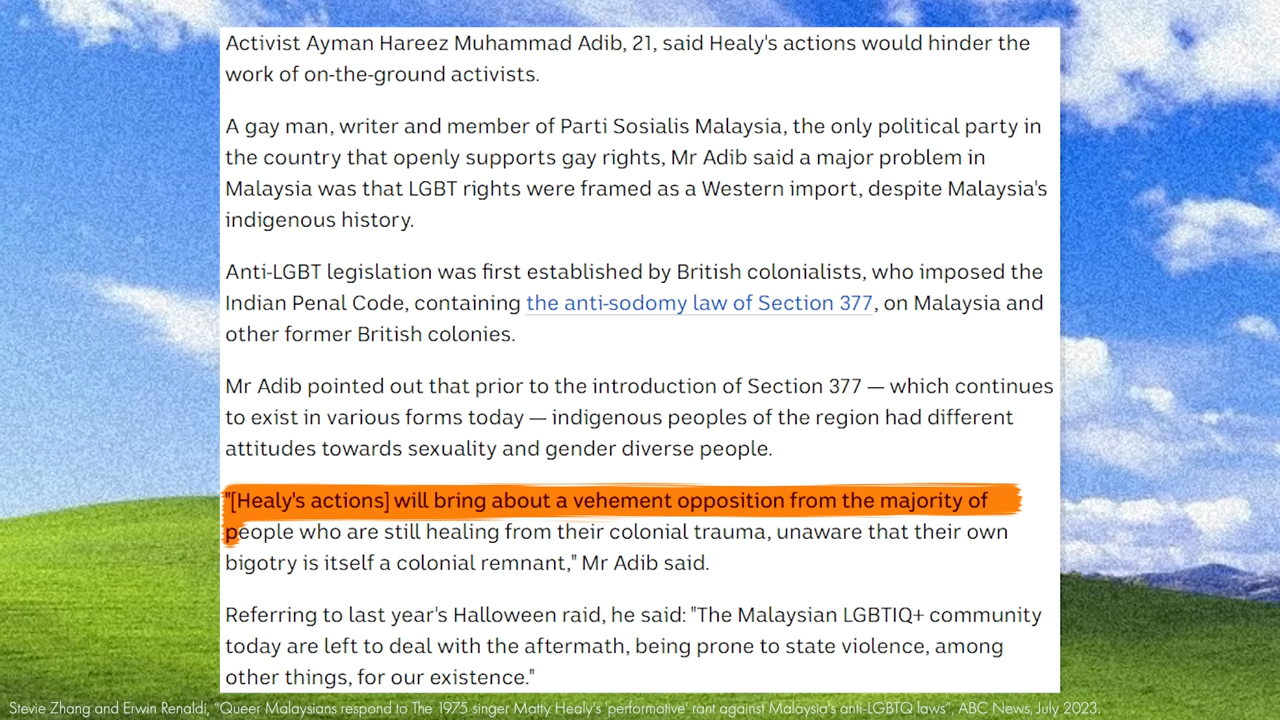 Activist Ayman Hareez Muhammad Adib, 21, said Healy's actions would hinder the
work of on-the-ground activists.
A gay man, writer and member of Parti Sosialis Malaysia, the only political party in
the country that openly supports gay rights, Mr Adib said a major problem in
Malaysia was that LGBT rights were framed as a Western import, despite Malaysia's
indigenous history.
Anti-LGBT legislation was first established by British colonialists, who imposed the
Indian Penal Code, containing the anti-sodomy law of Section 377, on Malaysia and
other former British colonies.
Mr Adib pointed out that prior to the introduction of Section 377 — which continues
to exist in various forms today — indigenous peoples of the region had different
attitudes towards sexuality and gender diverse people.
"[Healy's actions] will bring about a vehement opposition from the majority of
people who are still healing from their colonial trauma, unaware that their own
bigotry is itself a colonial remnant," Mr Adib said.
Referring to last year's Halloween raid, he said: "The Malaysian LGBTIQ+ community
today are left to deal with the aftermath, being prone to state violence, among
other things, for our existence."
Stevie Zhang and Erwin Renaldi, "Queer Malaysians respond to The 1975 singer Matty Healy's 'performative' rant against Malaysia's anti-LGBTQ laws", ABC News, July 2023.